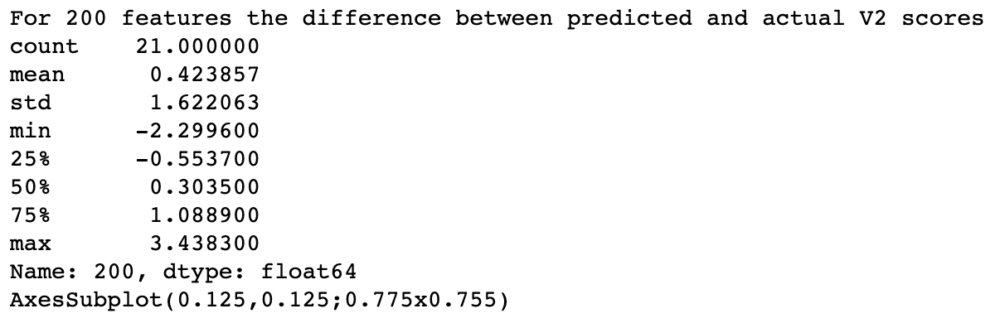 For 200 features the difference between predicted and actual V2 scores
count    21.000000
mean      0.423857
std       1.622063
min      -2.299600
25%      -0.553700
50%       0.303500
75%       1.088900
max       3.438300
Name: 200, dtype: float64
AxesSubplot(0.125,0.125;0.775x0.755)